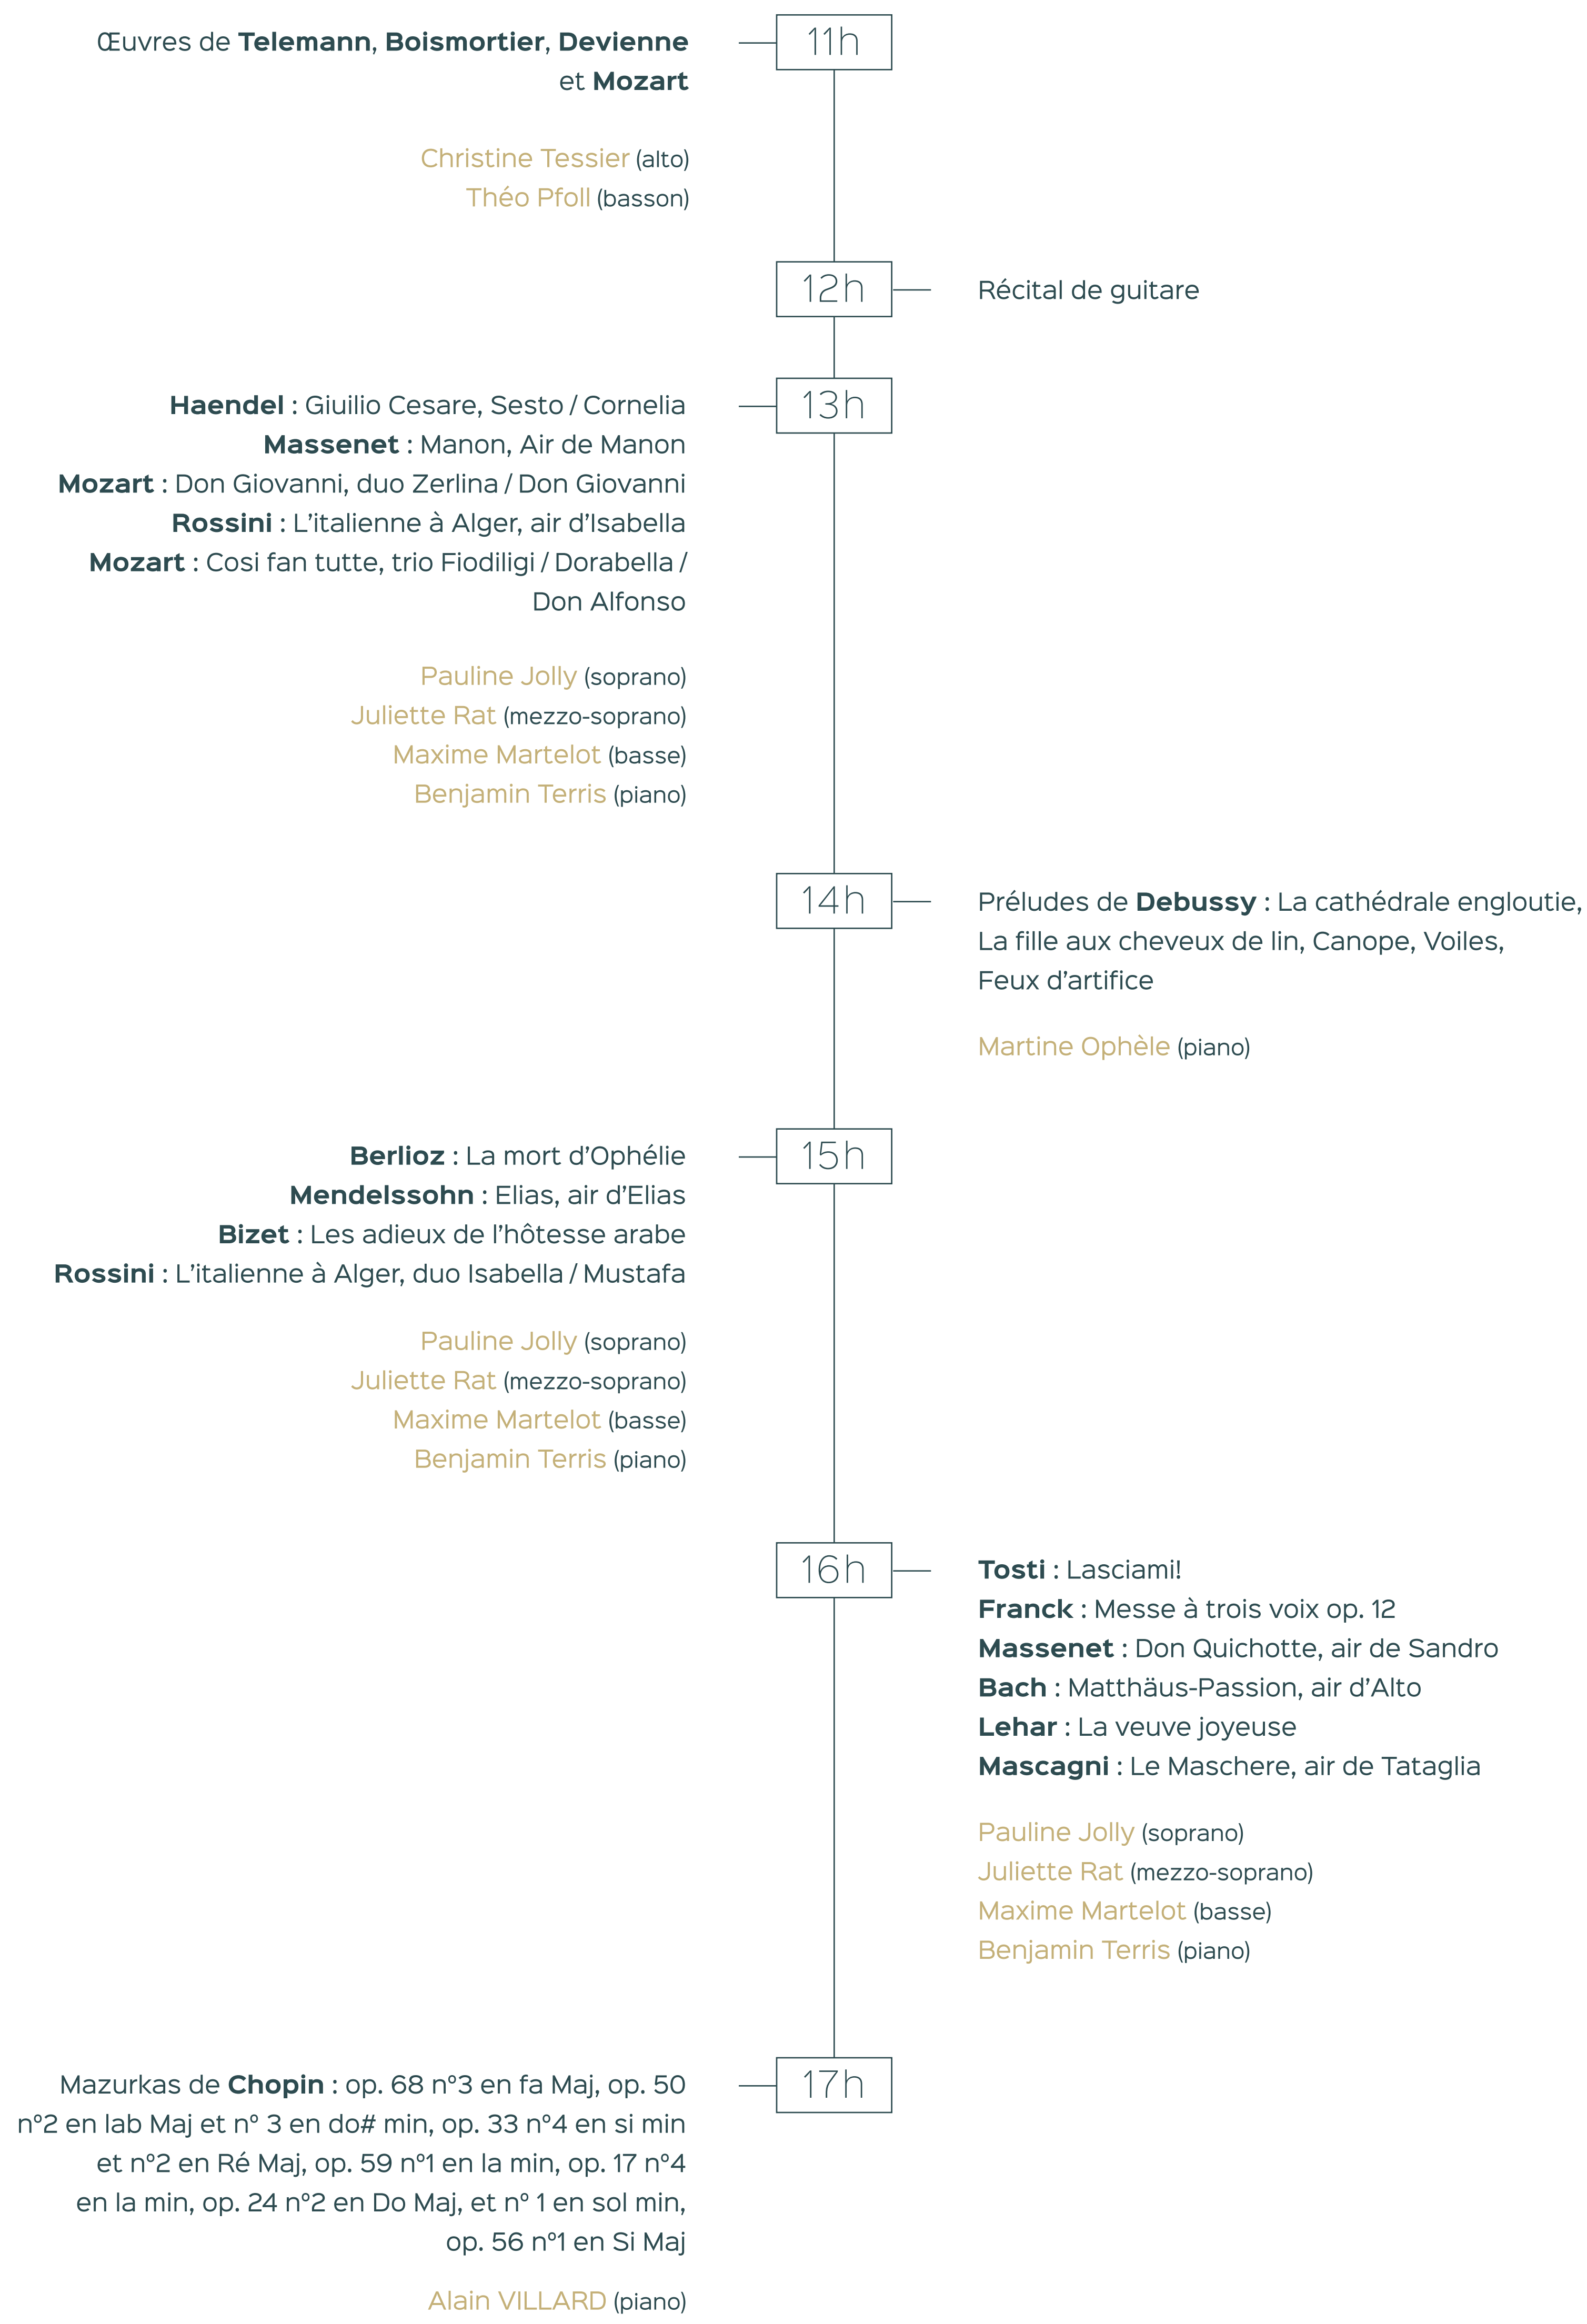 11h
Œuvres de Telemann, Boismortier, Devienne
et Mozart
Christine Tessier (alto)
Théo Pfoll (basson)
12h
Récital de guitare
13h
Haendel : Giuilio Cesare, Sesto / Cornelia
Massenet : Manon, Air de Manon
Mozart : Don Giovanni, duo Zerlina / Don Giovanni
Rossini : L'italienne à Alger, air d'Isabella
Mozart : Cosi fan tutte, trio Fiodiligi / Dorabella /
Don Alfonso
Pauline Jolly (soprano)
Juliette Rat (mezzo-soprano)
Maxime Martelot (basse)
Benjamin Terris (piano)
14h
Préludes de Debussy : La cathédrale engloutie,
La fille aux cheveux de lin, Canope, Voiles,
Feux d'artifice
Martine Ophèle (piano)
15h
Berlioz : La mort d'Ophélie
Mendelssohn : Elias, air d'Elias
Bizet : Les adieux de l'hôtesse arabe
Rossini : L'italienne à Alger, duo Isabella / Mustafa
Pauline Jolly (soprano)
Juliette Rat (mezzo-soprano)
Maxime Martelot (basse)
Benjamin Terris (piano)
16h
Tosti : Lasciami!
Franck : Messe à trois voix op. 12
Massenet : Don Quichotte, air de Sandro
Bach : Matthäus-Passion, air d'Alto
Lehar : La veuve joyeuse
Mascagni : Le Maschere, air de Tataglia
Pauline Jolly (soprano)
Juliette Rat (mezzo-soprano)
Maxime Martelot (basse)
Benjamin Terris (piano)
17h
Mazurkas de Chopin : op. 68 n°3 en fa Maj, op. 50
n°2 en lab Maj et n° 3 en do# min, op. 33 n°4 en si min
et n°2 en Ré Maj, op. 59 n°1 en la min, op. 17 n°4
en la min, op. 24 n°2 en Do Maj, et n° 1 en sol min,
op. 56 n°1 en Si Maj
Alain VILLARD (piano)